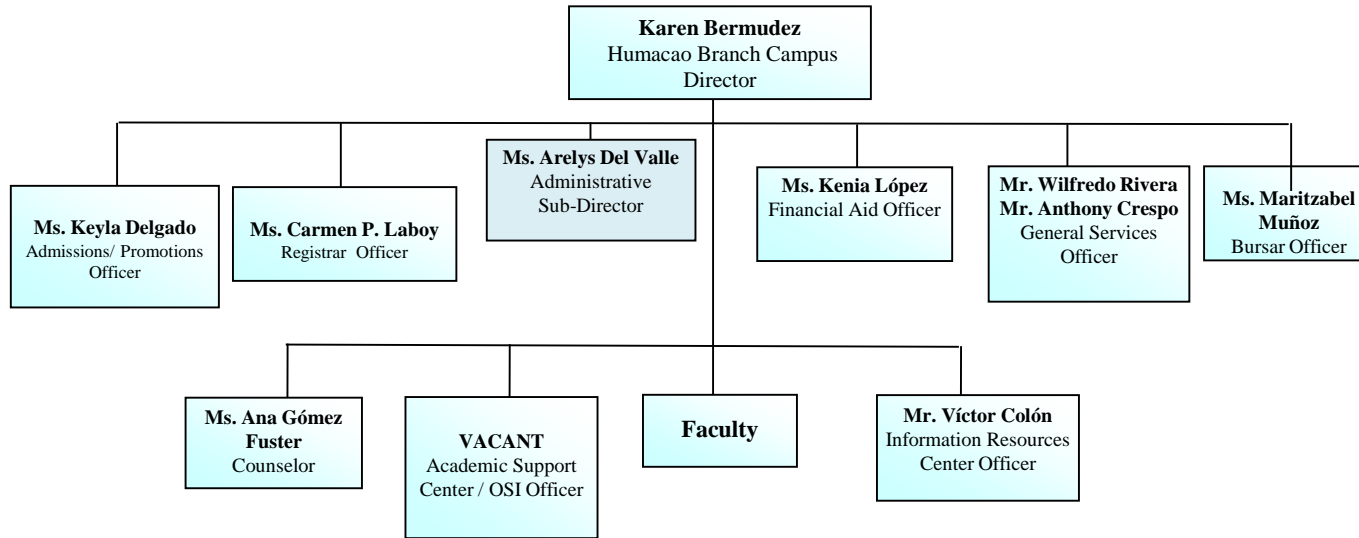 Karen Bermudez
Humacao Branch Campus
Director
Ms. Keyla Delgado
Admissions/ Promotions
Officer
Ms. Carmen P. Laboy
Registrar Officer
Ms. Arelys Del Valle
Administrative
Sub-Director
Ms. Kenia López
Financial Aid Officer
Mr. Wilfredo Rivera
Mr. Anthony Crespo
General Services
Officer
Ms. Maritzabel
Muñoz
Bursar Officer
Ms. Ana Gómez
Fuster
Counselor
VACANT
Academic Support
Center / OSI Officer
Faculty
Mr. Víctor Colón
Information Resources
Center Officer